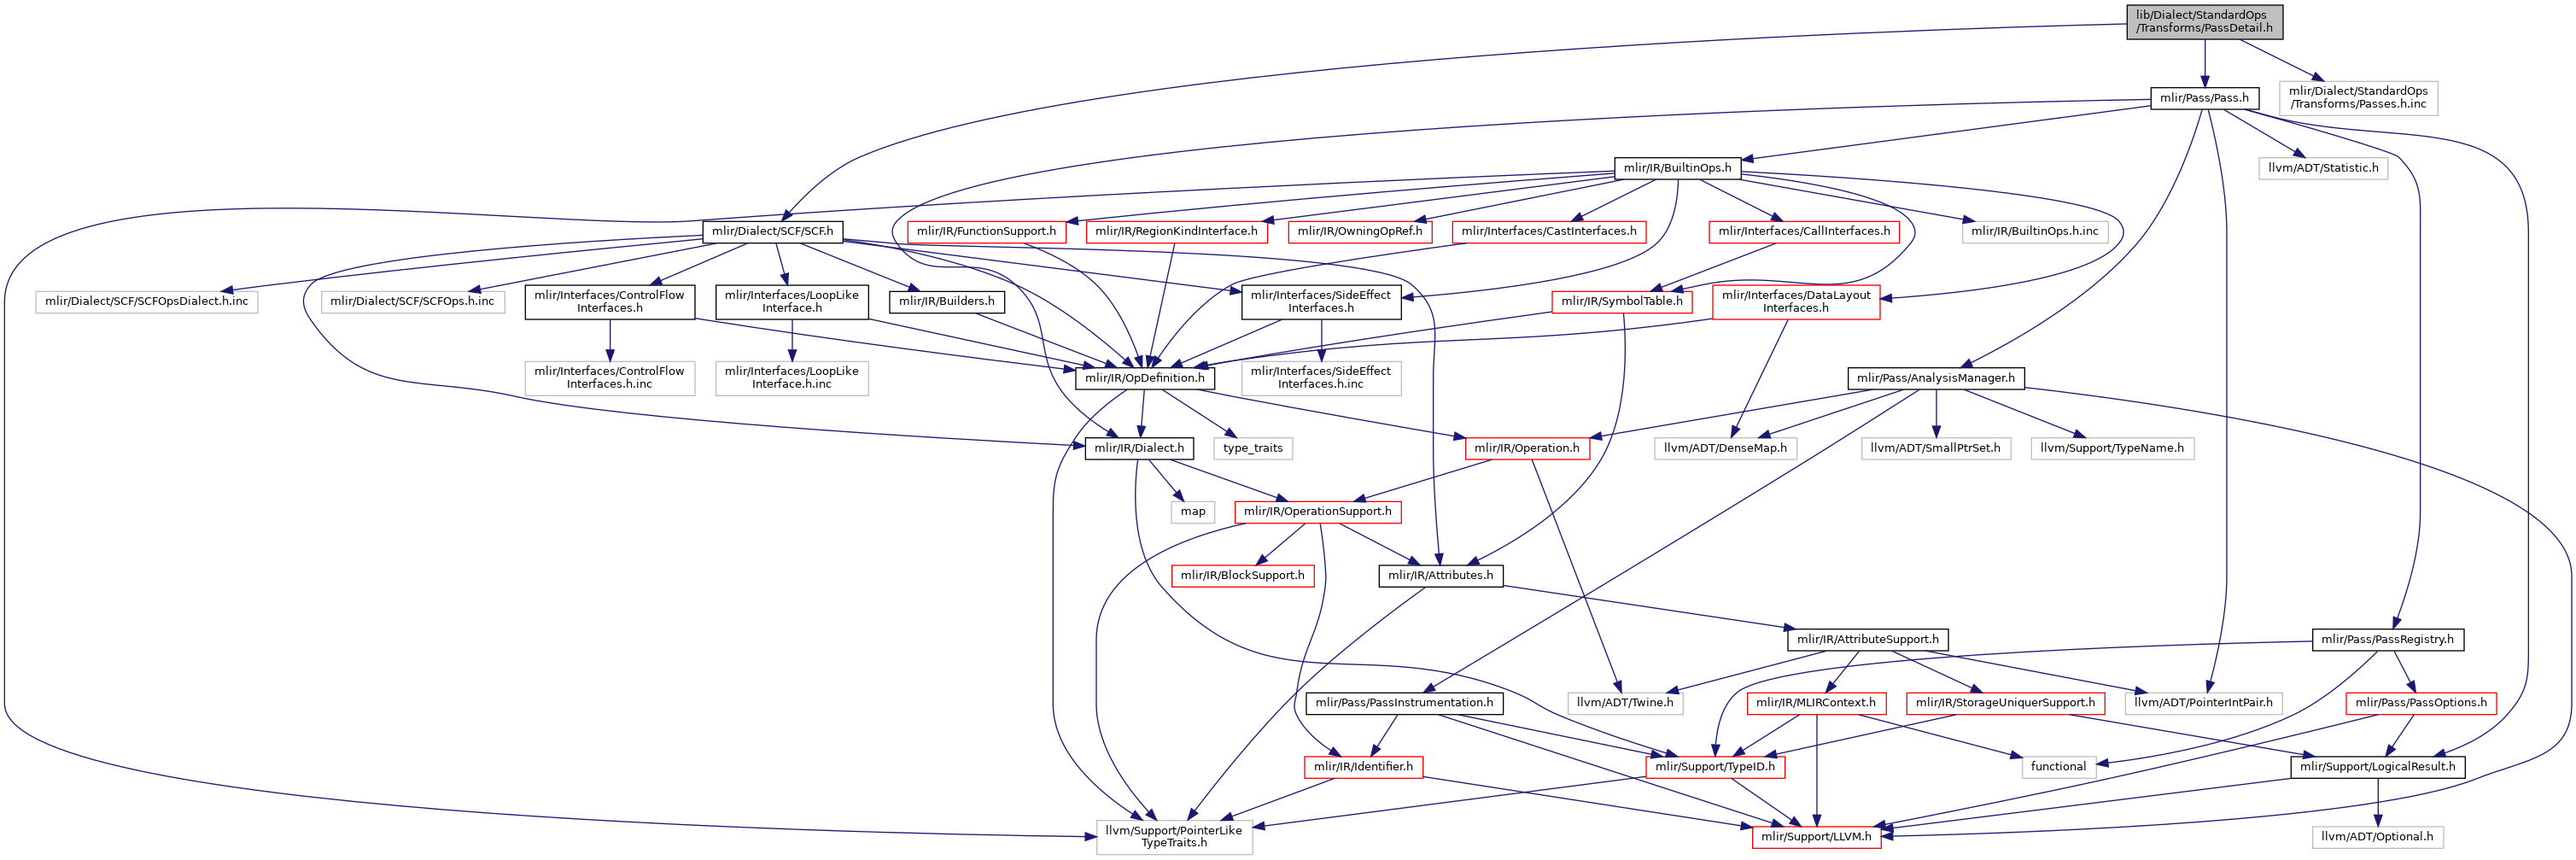 lib/Dialect/StandardOps
/Transforms/PassDetail.h
mlir/Pass/Pass.h
mlir/Dialect/StandardOps
/Transforms/Passes.h.inc
mlir/IR/BuiltinOps.h
llvm/ADT/Statistic.h
mlir/Dialect/SCF/SCF.h
mlir/IR/FunctionSupport.h
mlir/IR/RegionKindInterface.h
mlir/IR/OwningOpRef.h
mlir/Interfaces/CastInterfaces.h
mlir/Interfaces/CallInterfaces.h
mlir/IR/BuiltinOps.h.inc
mlir/Dialect/SCF/SCFOpsDialect.h.inc
mlir/Dialect/SCF/SCFOps.h.inc
mlir/Interfaces/ControlFlow
Interfaces.h
mlir/Interfaces/LoopLike
Interface.h
mlir/IR/Builders.h
mlir/Interfaces/SideEffect
Interfaces.h
mlir/IR/SymbolTable.h
mlir/Interfaces/DataLayout
Interfaces.h
mlir/Interfaces/ControlFlow
Interfaces.h.inc
mlir/Interfaces/LoopLike
Interface.h.inc
mlir/IR/OpDefinition.h
mlir/Interfaces/SideEffect
Interfaces.h.inc
mlir/Pass/AnalysisManager.h
mlir/IR/Dialect.h
type_traits
mlir/IR/Operation.h
llvm/ADT/DenseMap.h
llvm/ADT/SmallPtrSet.h
llvm/Support/TypeName.h
map
mlir/IR/OperationSupport.h
mlir/IR/BlockSupport.h
mlir/IR/Attributes.h
mlir/IR/AttributeSupport.h
mlir/Pass/PassRegistry.h
mlir/Pass/PassInstrumentation.h
llvm/ADT/Twine.h
mlir/IR/MLIRContext.h
mlir/IR/StorageUniquerSupport.h
llvm/ADT/PointerIntPair.h
mlir/Pass/PassOptions.h
mlir/IR/Identifier.h
mlir/Support/TypeID.h
functional
mlir/Support/LogicalResult.h
llvm/Support/PointerLike
TypeTraits.h
mlir/Support/LLVM.h
llvm/ADT/Optional.h